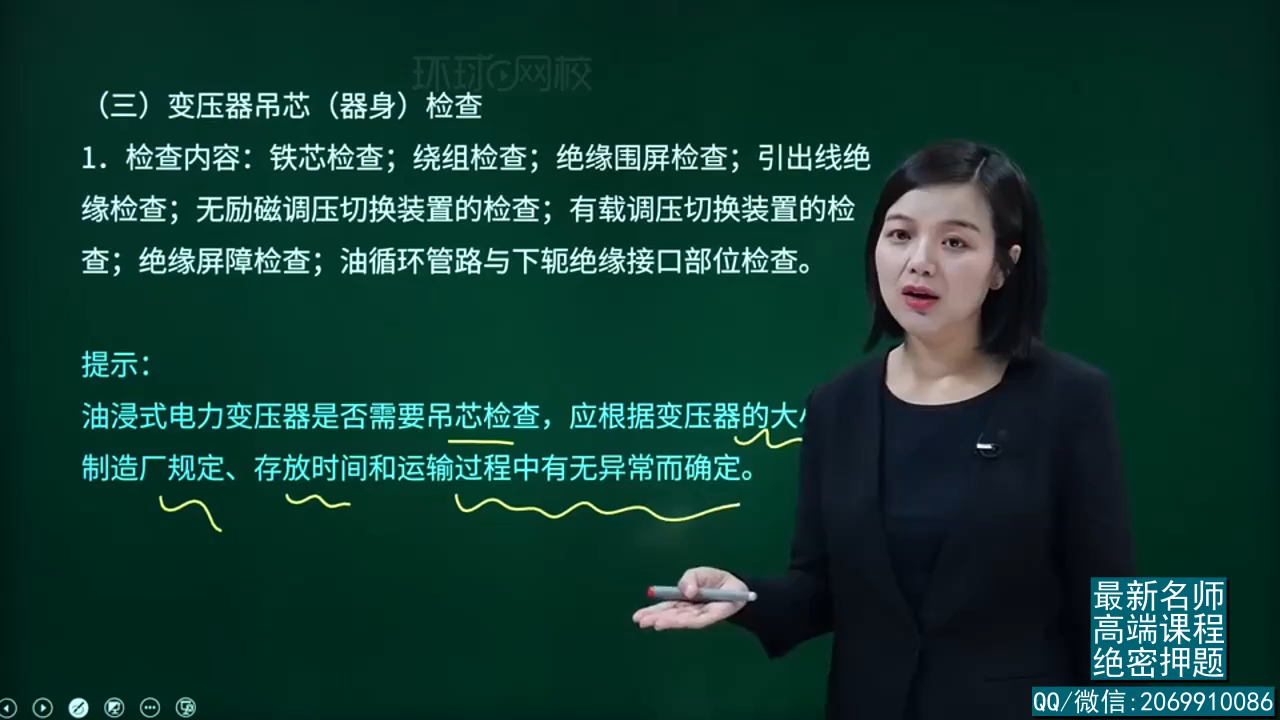 环球网校
（三）变压器吊芯（器身）检查
1．检查内容：铁芯检查；绕组检查；绝缘围屏检查；引出线绝
缘检查；无励磁调压切换装置的检查；有载调压切换装置的检
查；绝缘屏障检查；油循环管路与下轭绝缘接口部位检查。
提示：
油浸式电力变压器是否需要吊芯检查，应根据变压器的大
制造厂规定、存放时间和运输过程中有无异常而确定。
最新名师
高端课程
绝密押题
QQ/微信:2069910086